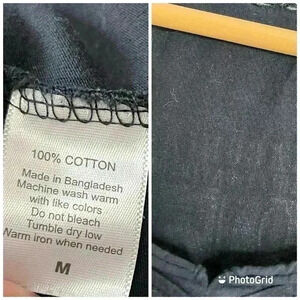 100% COTTON
Made in Bangladesh
Machine wash warm
with like colors
Do not bleach
Tumble dry low
Warm iron when needed
M
PhotoGrid